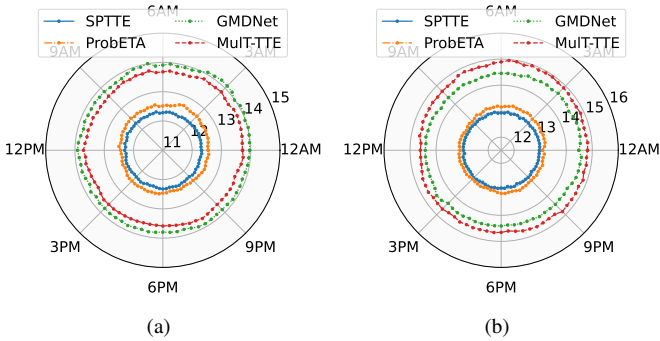 6AM
SPTTE GMDNet
ProbETA MulT-TTE
9AM 3AM
15
14
13
12
11
12PM 12AM
3PM 9PM
6PM
(a)
6AM
SPTTE GMDNet
ProbETA MulT-TTE
9AM 3AM
16
15
14
13
12
12PM 12AM
3PM 9PM
6PM
(b)